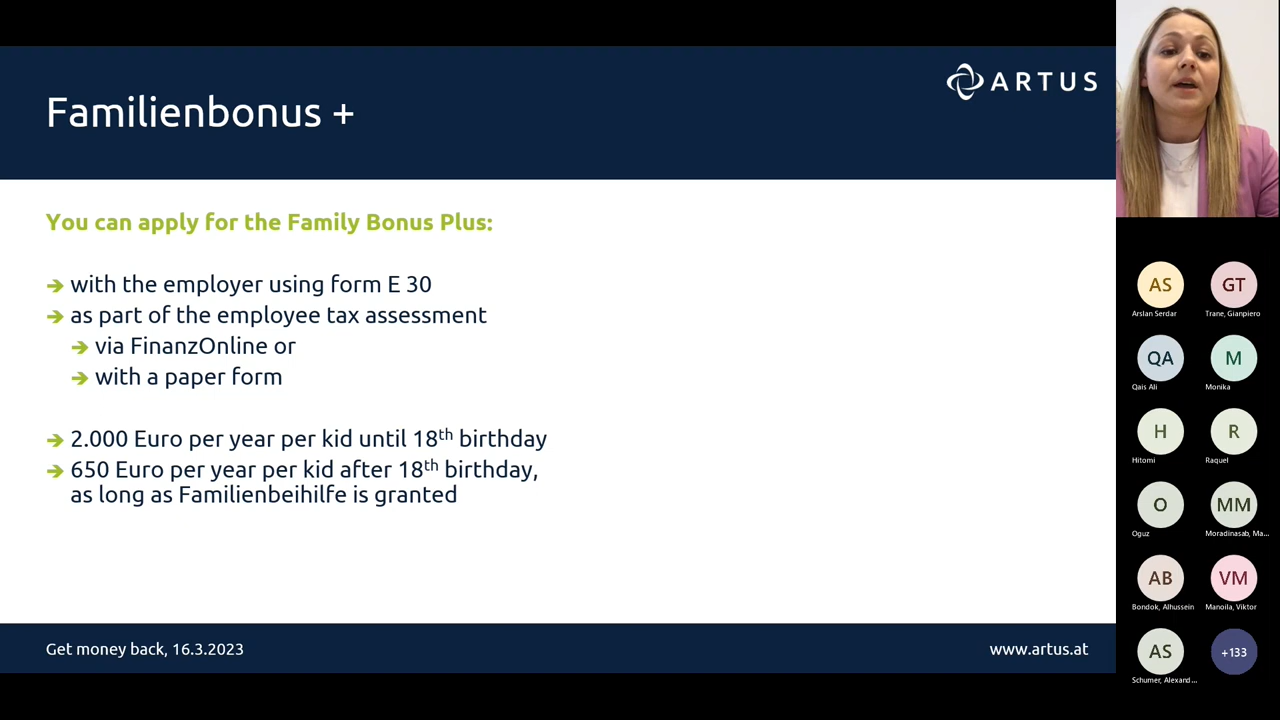 ARTUS
Familienbonus +
You can apply for the Family Bonus Plus:
→ with the employer using form E 30
→ as part of the employee tax assessment
→ via FinanzOnline or
→ with a paper form
→ 2.000 Euro per year per kid until 18th birthday
→ 650 Euro per year per kid after 18th birthday,
as long as Familienbeihilfe is granted
Get money back, 16.3.2023
www.artus.at
AS
GT
Arslan Serdar
Trane, Gianpiero
QA
M
Qais Ali
Monika
H
R
Hitomi
Raquel
O
MM
Oguz
Moradinasab, Ma...
AB
VM
Bondok, Alhussein
Manoila, Viktor
AS
+133
Schumer, Alexand...